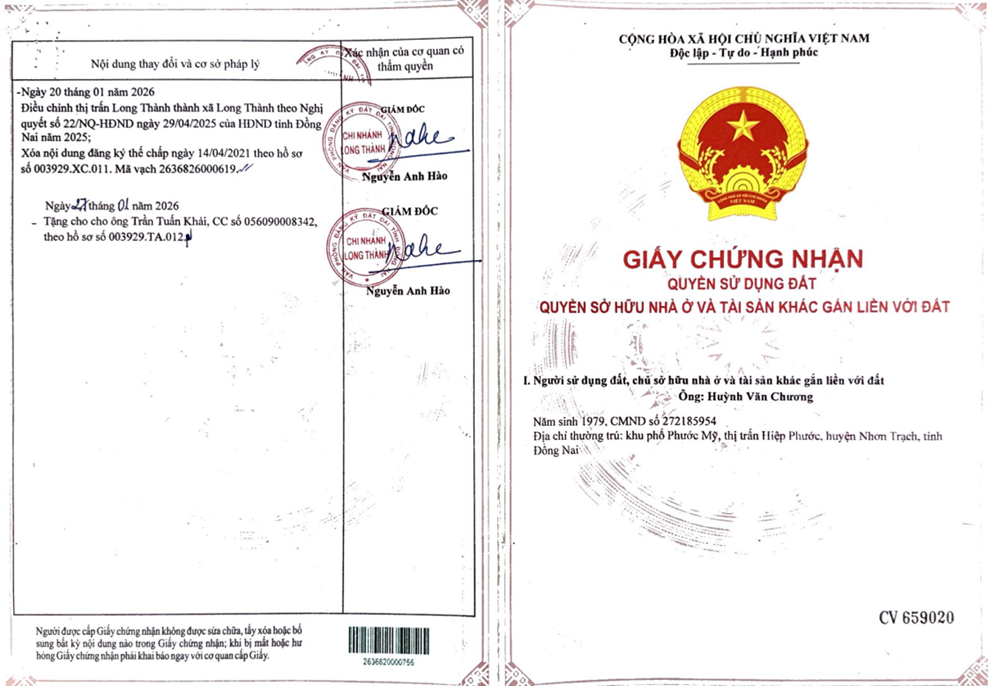 Nội dung thay đổi và cơ sở pháp lý
Xác nhận của cơ quan có
thẩm quyền
-Ngày 20 tháng 01 năm 2026
Điều chỉnh thị trấn Long Thành thành xã Long Thành theo Nghị
quyết số 22/NQ-HĐND ngày 29/04/2025 của HĐND tỉnh Đồng
Nai năm 2025;
Xóa nội dung đăng ký thế chấp ngày 14/04/2021 theo hồ sơ
số 003929.XC.011. Mã vạch 2636826000619.
GIÁM ĐỐC
CHI NHÁNH
LONG THÀNH
Nguyễn Anh Hào
Ngày 27 tháng 01 năm 2026
- Tặng cho cho ông Trần Tuấn Khải, CC số 056090008342,
theo hồ sơ số 003929.TA.012
GIÁM ĐỐC
VĂN PHÒNG ĐĂNG KÝ ĐẤT ĐAI TỈNH ĐỒNG NAI
CHI NHÁNH
LONG THÀNH
Nguyễn Anh Hào
Người được cấp Giấy chứng nhận không được sửa chữa, tẩy xóa hoặc bổ
sung bất kỳ nội dung nào trong Giấy chứng nhận; khi bị mất hoặc hư
hỏng Giấy chứng nhận phải khai báo ngay với cơ quan cấp Giấy.
2636820000755
CỘNG HÒA XÃ HỘI CHỦ NGHĨA VIỆT NAM
Độc lập - Tự do - Hạnh phúc
VIỆT NAM
GIẤY CHỨNG NHẬN
QUYỀN SỬ DỤNG ĐẤT
QUYỀN SỞ HỮU NHÀ Ở VÀ TÀI SẢN KHÁC GẮN LIỀN VỚI ĐẤT
I. Người sử dụng đất, chủ sở hữu nhà ở và tài sản khác gắn liền với đất
Ông: Huỳnh Văn Chương
Năm sinh 1979, CMND số 272185954
Địa chỉ thường trú: khu phố Phước Mỹ, thị trấn Hiệp Phước, huyện Nhơn Trạch, tỉnh
Đồng Nai
CV 659020